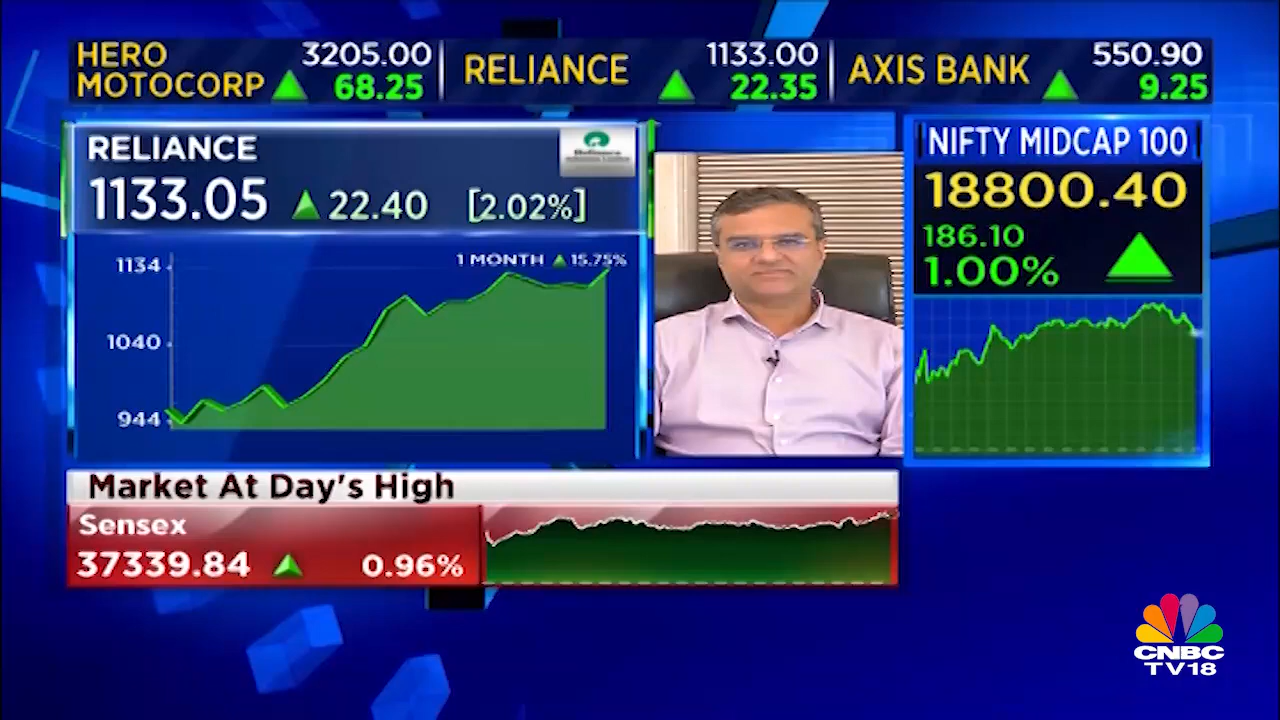 HERO
MOTOCORP
3205.00
68.25
RELIANCE
1133.00
22.35
AXIS BANK
550.90
9.25
RELIANCE
1133.05 22.40 [2.02%]
1 MONTH 15.75%
1134
1040
944
NIFTY MIDCAP 100
18800.40
186.10
1.00%
Market At Day's High
Sensex
37339.84 0.96%
CNBC
TV18